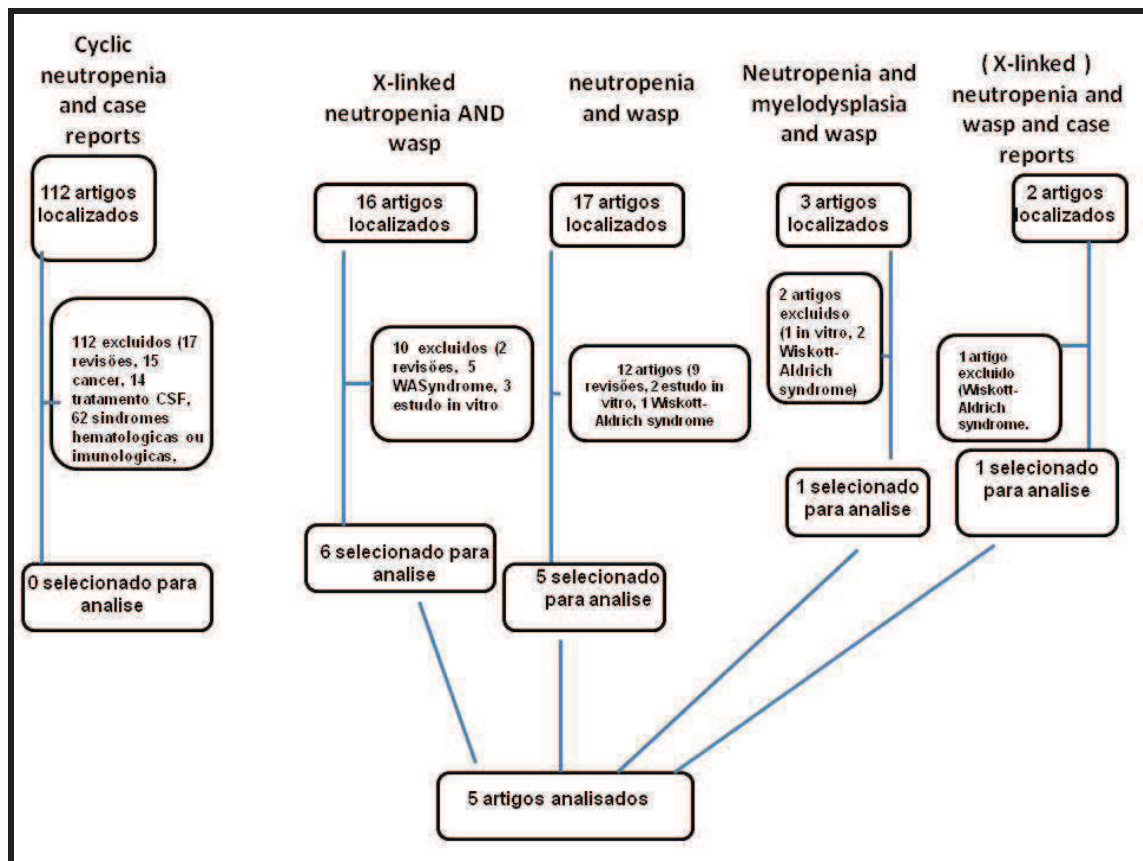 Cyclic
neutropenia
and case
reports
112 artigos
localizados
112 excluidos (17
revisões, 15
cancer, 14
tratamento CSF,
62 sindromes
hematologicas ou
imunologicas,
0 selecionado para
analise
X-linked
neutropenia AND
wasp
16 artigos
localizados
10 excluidos (2
revisões, 5
WASyndrome, 3
estudo in vitro
6 selecionado para
analise
neutropenia
and wasp
17 artigos
localizados
12 artigos (9
revisões, 2 estudo in
vitro, 1 Wiskott-
Aldrich syndrome
5 selecionado
para analise
Neutropenia and
myelodysplasia
and wasp
3 artigos
localizados
2 artigos
excluidso
(1 in vitro, 2
Wiskott-
Aldrich
syndrome)
1 selecionado
para analise
( X-linked )
neutropenia and
wasp and case
reports
2 artigos
localizados
1 artigo
excluido
(Wiskott-
Aldrich
syndrome.
1 selecionado
para analise
5 artigos analisados